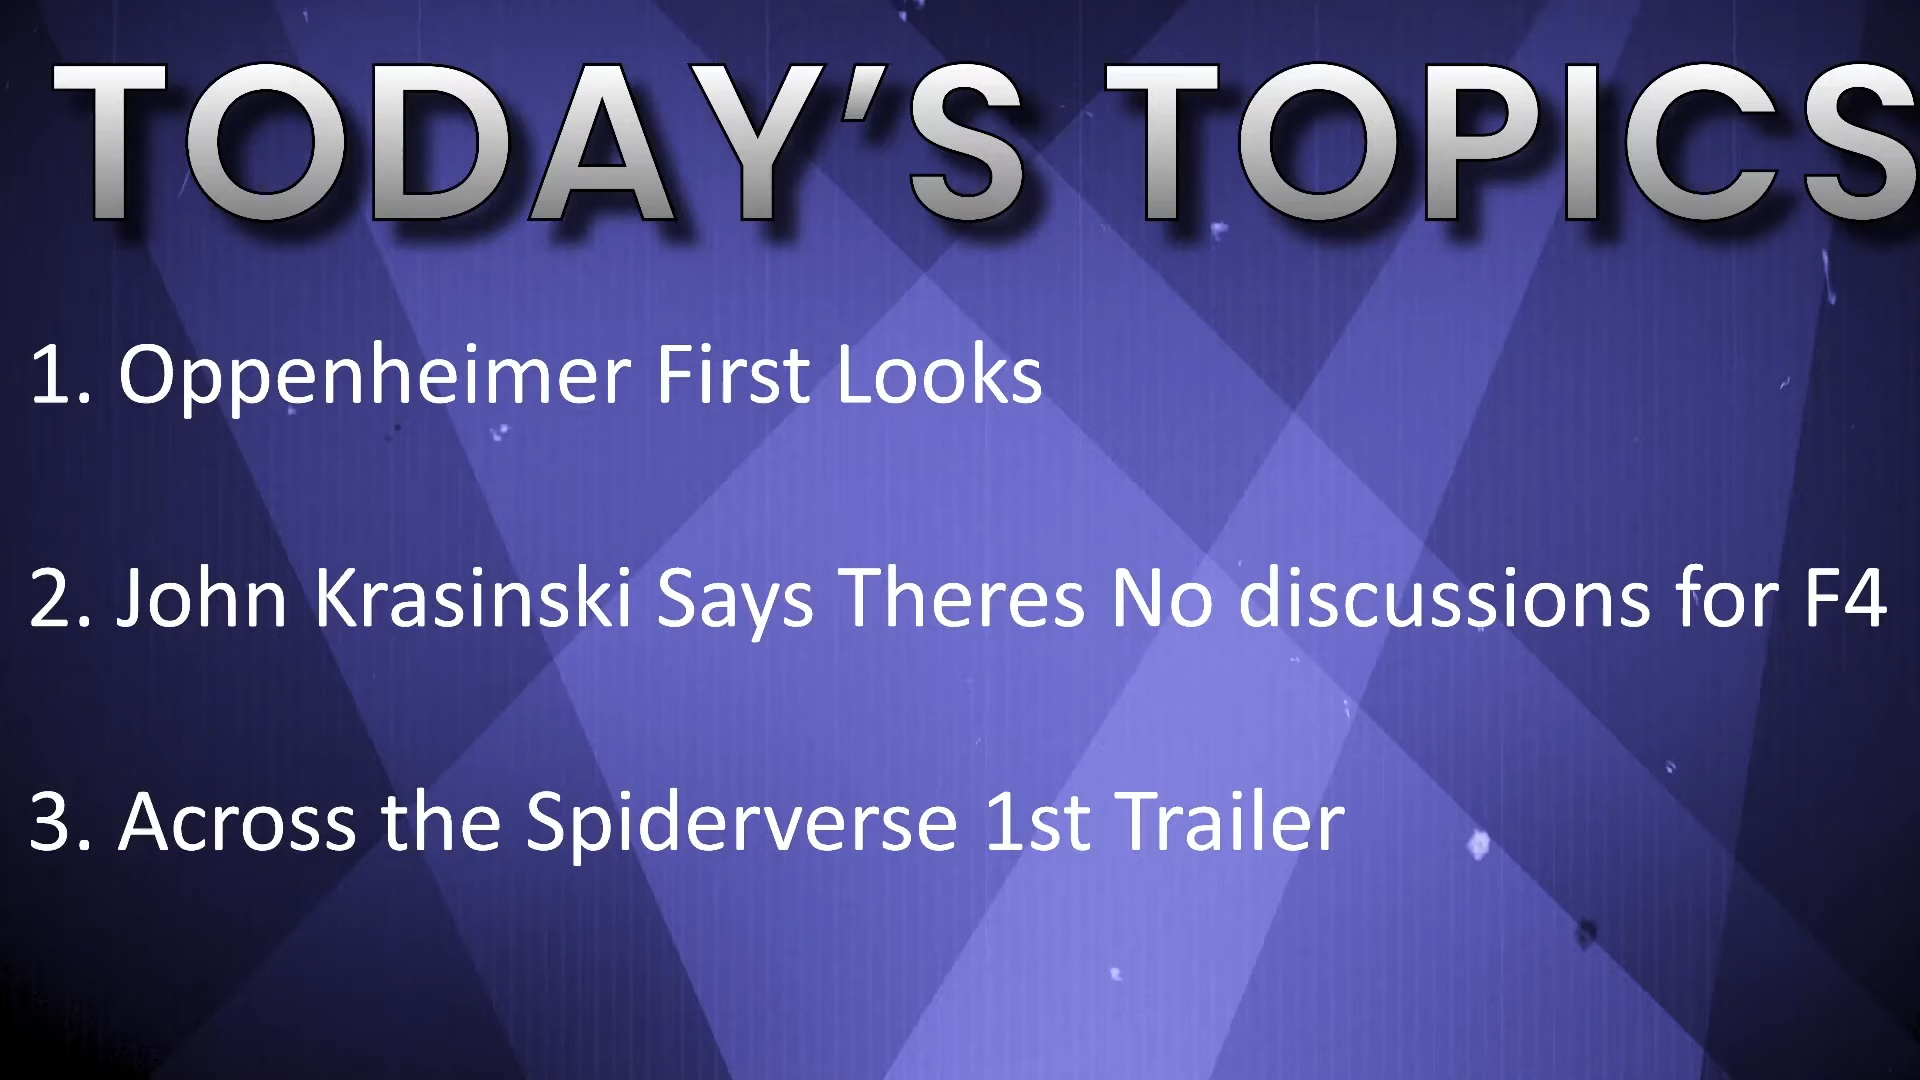 TODAY’S TOPICS
1. Oppenheimer First Looks
2. John Krasinski Says Theres No discussions for F4
3. Across the Spiderverse 1st Trailer